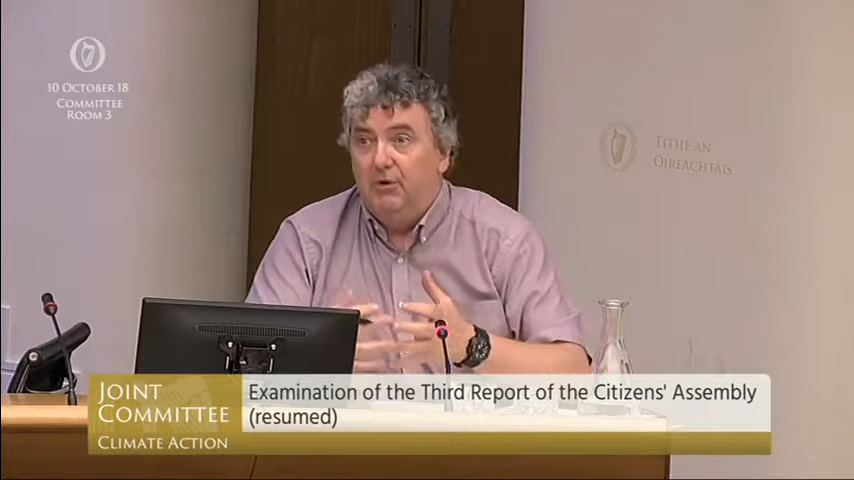 10 October 18
Committee
Room 3
Tithe an
Oireachtais
Joint
Committee
Climate Action
Examination of the Third Report of the Citizens' Assembly
(resumed)